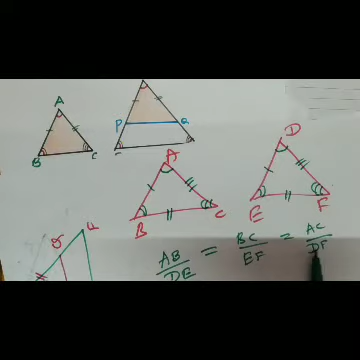 A
B C
P Q
A
B C
D
E F
AB/DE = BC/EF = AC/DF